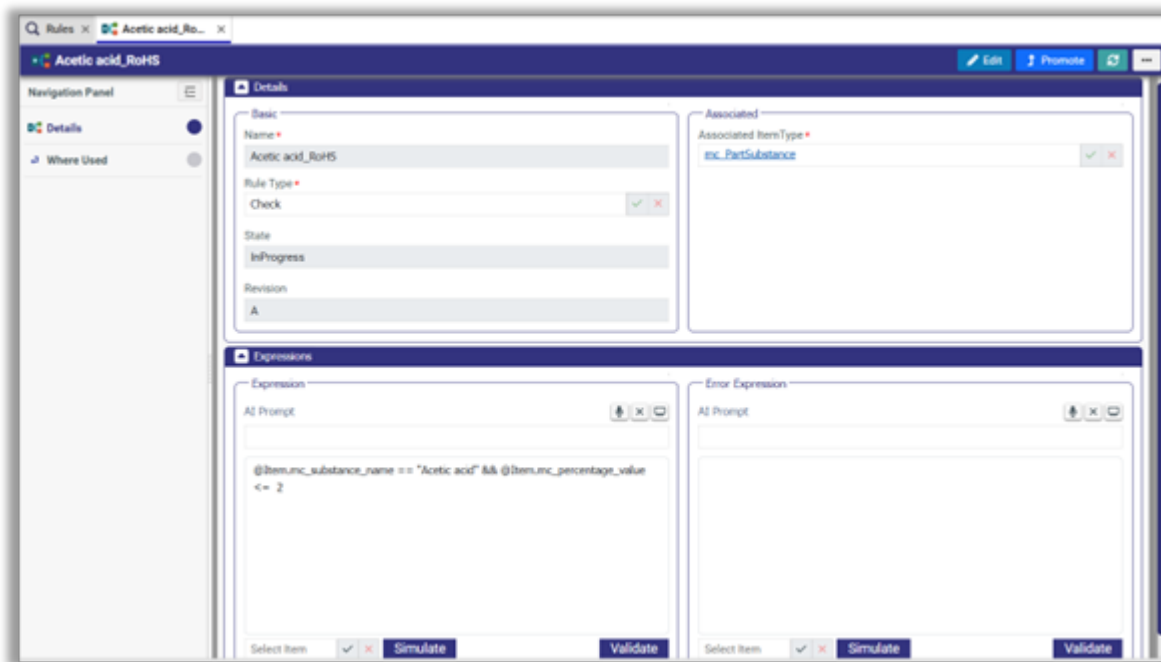 Rules
Acetic acid_Ro...
Acetic acid_RoHS
Edit
Promote
Navigation Panel
Details
Where Used
Details
Basic
Name •
Acetic acid_RoHS
Rule Type •
Check
State
InProgress
Revision
A
Associated
Associated ItemType •
mc_PartSubstance
Expressions
Expression
AI Prompt
@Item.mc_substance_name == "Acetic acid" && @Item.mc_percentage_value
<= 2
Select Item
Simulate
Validate
Error Expression
AI Prompt
Select Item
Simulate
Validate